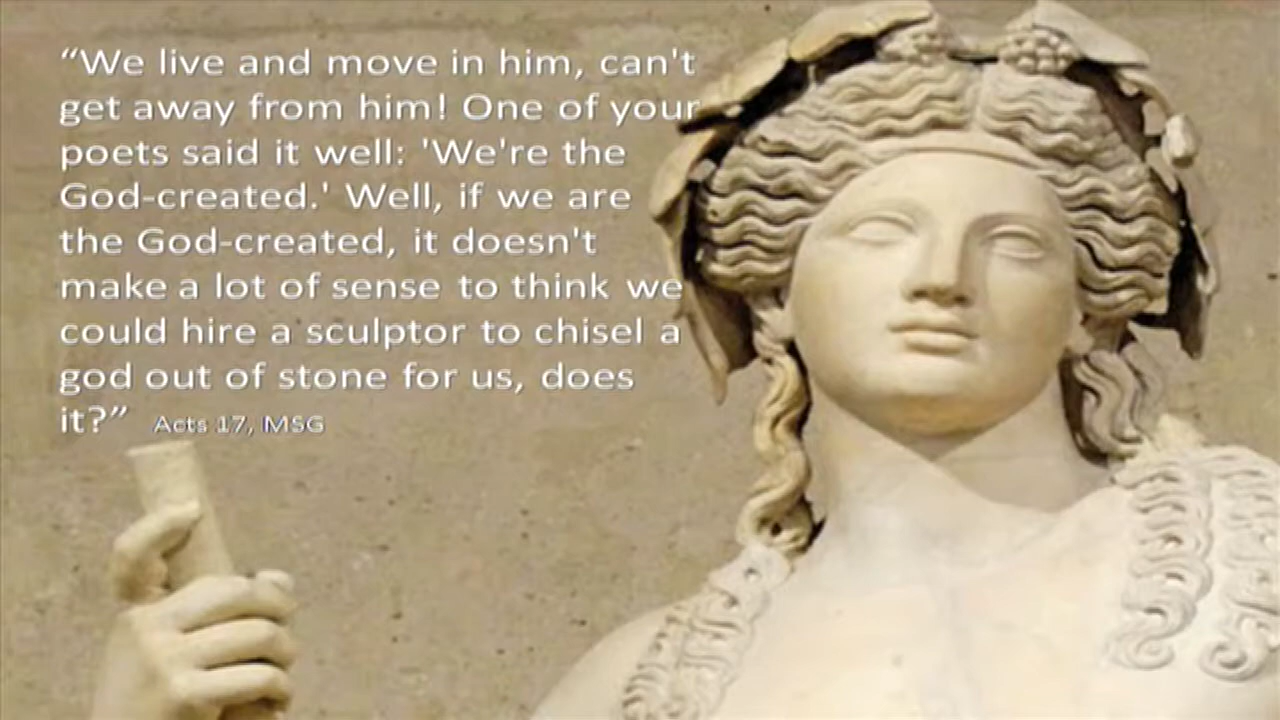 “We live and move in him, can't
get away from him! One of your
poets said it well: 'We're the
God-created.' Well, if we are
the God-created, it doesn't
make a lot of sense to think we
could hire a sculptor to chisel a
god out of stone for us, does
it?” Acts 17, MSG